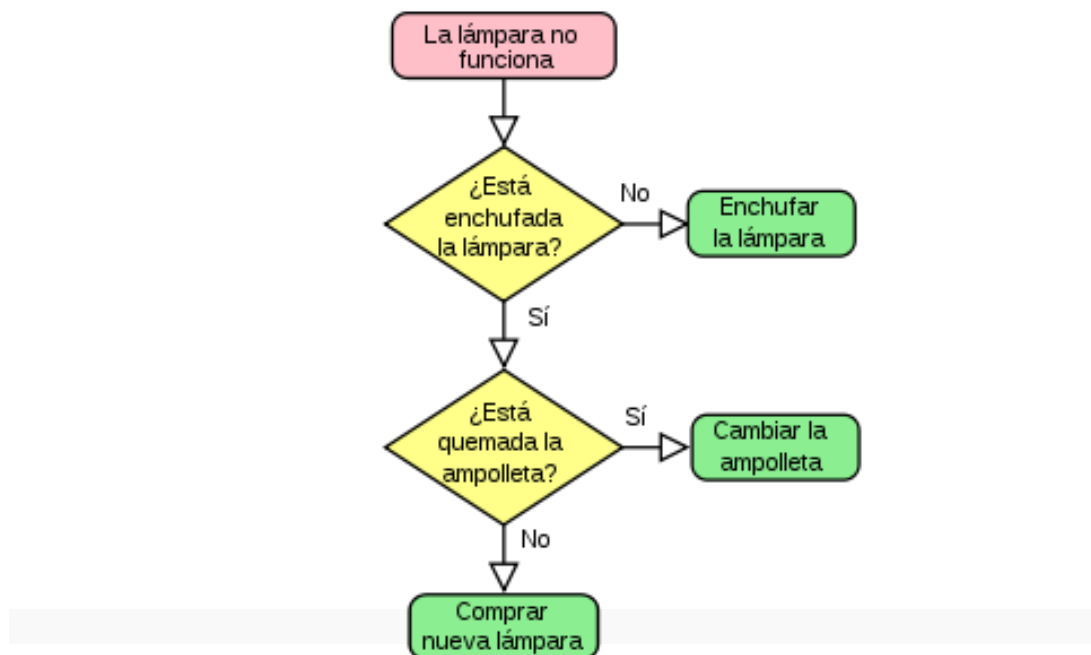 La lámpara no
funciona
¿Está
enchufada
la lámpara?
No
Enchufar
la lámpara
Sí
¿Está
quemada la
ampolleta?
Sí
Cambiar la
ampolleta
No
Comprar
nueva lámpara